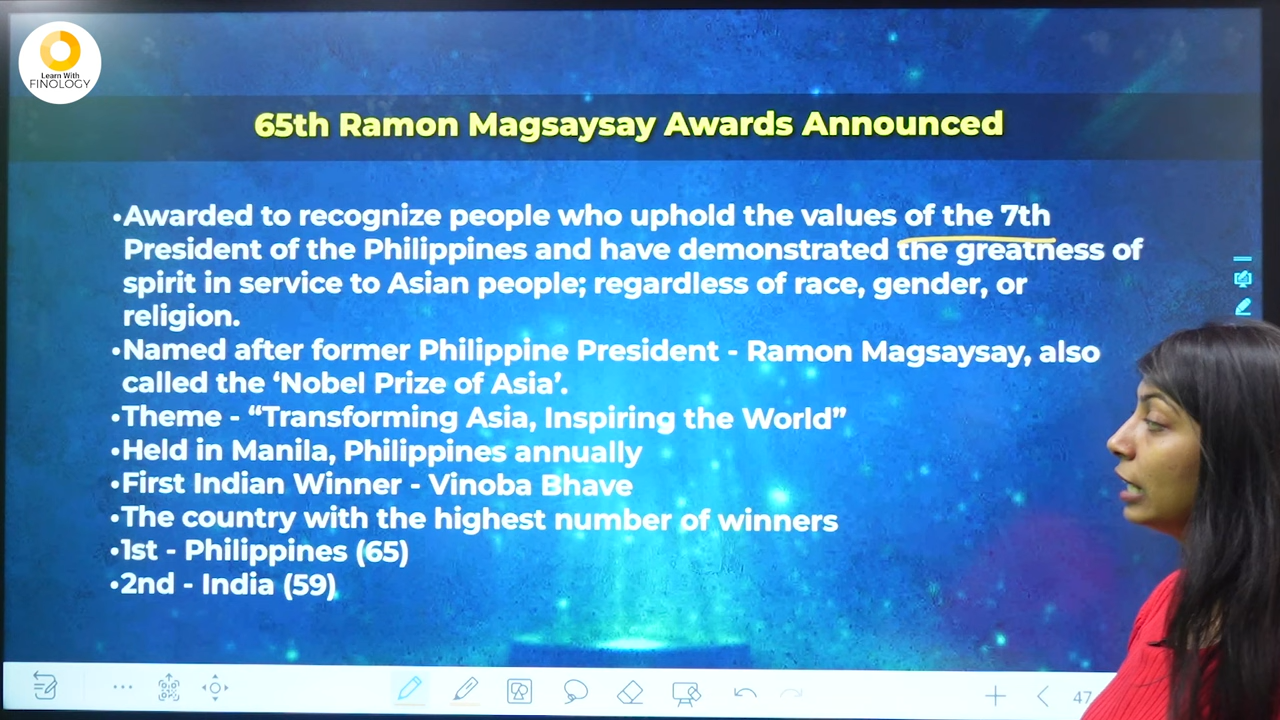 Learn With
FINOLOGY
65th Ramon Magsaysay Awards Announced
•Awarded to recognize people who uphold the values of the 7th
President of the Philippines and have demonstrated the greatness of
spirit in service to Asian people; regardless of race, gender, or
religion.
•Named after former Philippine President - Ramon Magsaysay, also
called the ‘Nobel Prize of Asia’.
•Theme - “Transforming Asia, Inspiring the World”
•Held in Manila, Philippines annually
•First Indian Winner - Vinoba Bhave
•The country with the highest number of winners
•1st - Philippines (65)
•2nd - India (59)
47